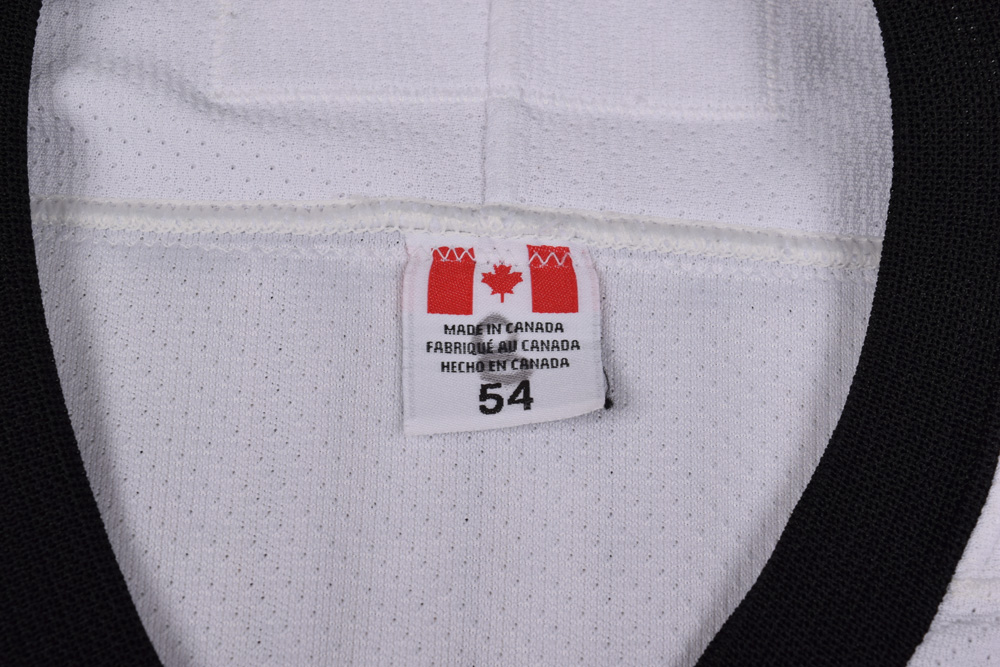 MADE IN CANADA
FABRIQUÉ AU CANADA
HECHO EN CANADA
54